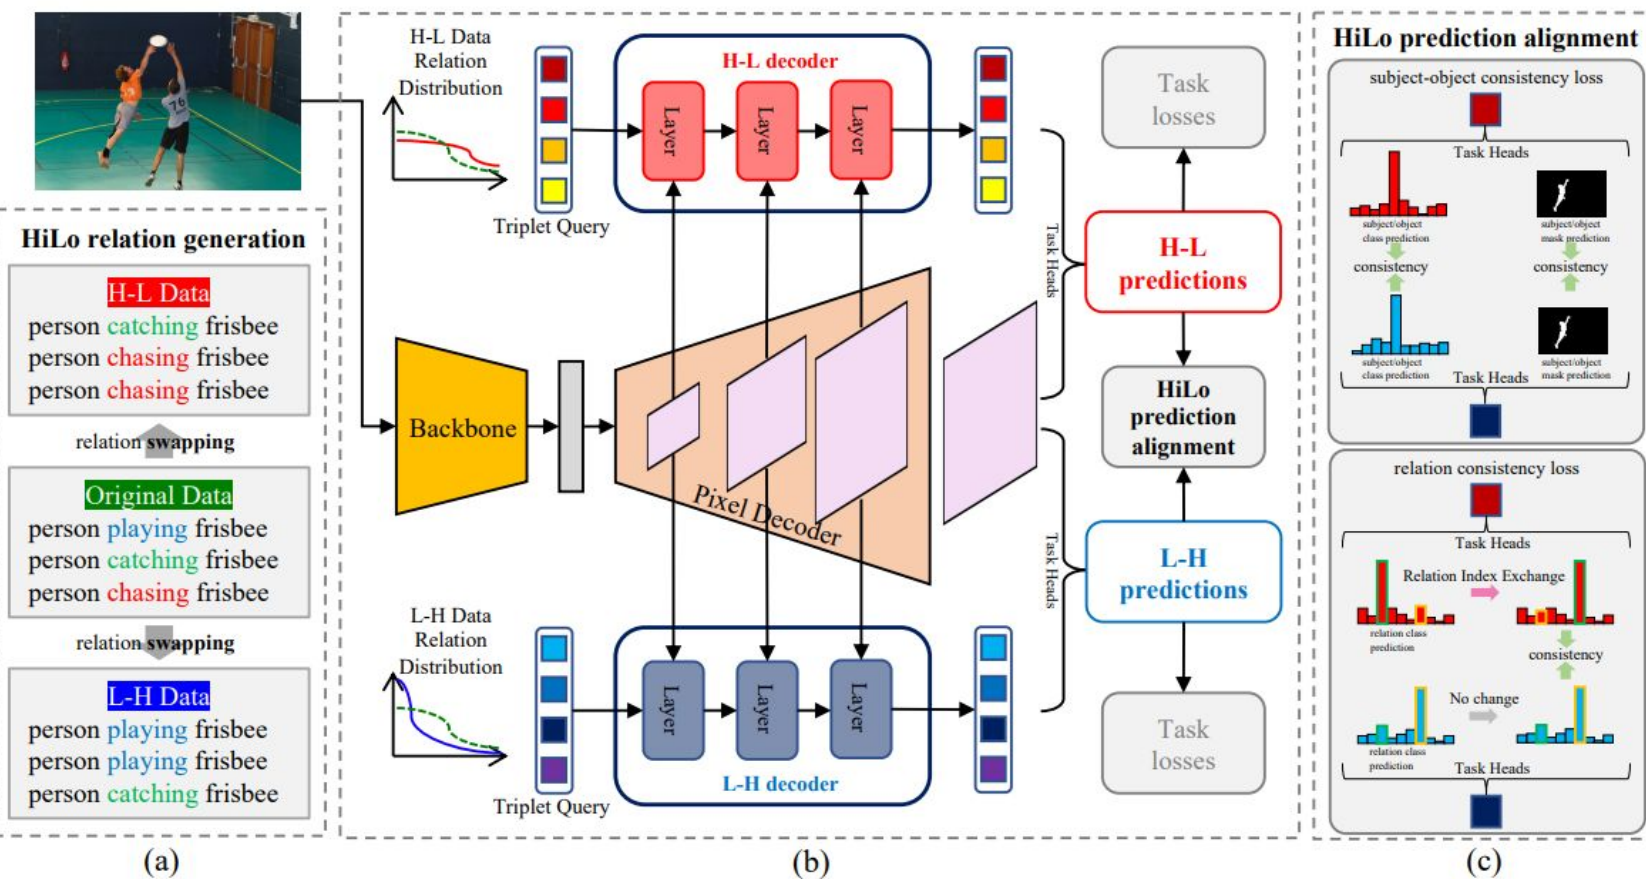 HiLo relation generation
H-L Data
person catching frisbee
person chasing frisbee
person chasing frisbee
relation swapping
Original Data
person playing frisbee
person catching frisbee
person chasing frisbee
relation swapping
L-H Data
person playing frisbee
person playing frisbee
person catching frisbee
(a)
H-L Data
Relation
Distribution
Triplet Query
H-L decoder
Layer
Layer
Layer
Backbone
Pixel Decoder
L-H Data
Relation
Distribution
Triplet Query
Layer
Layer
Layer
L-H decoder
Task Heads
Task Heads
Task
losses
H-L
predictions
HiLo
prediction
alignment
L-H
predictions
Task
losses
(b)
HiLo prediction alignment
subject-object consistency loss
Task Heads
subject/object
class prediction
subject/object
mask prediction
consistency
consistency
subject/object
class prediction
subject/object
mask prediction
Task Heads
relation consistency loss
Task Heads
Relation Index Exchange
relation class
prediction
consistency
No change
relation class
prediction
Task Heads
(c)
76